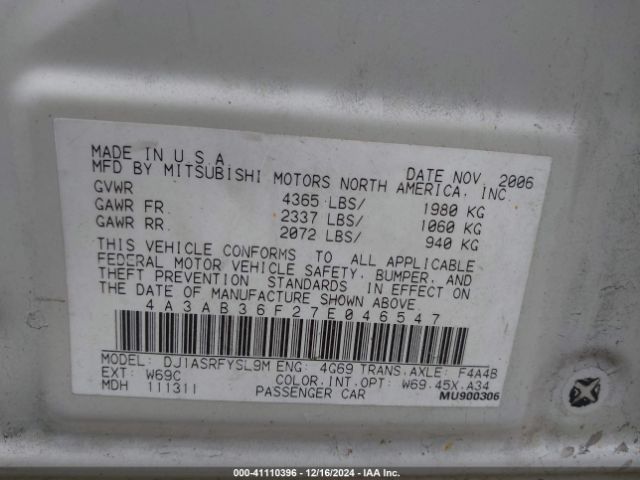 MADE IN U S A DATE NOV. 2006
MFD BY MITSUBISHI MOTORS NORTH AMERICA, INC
GVWR 4365 LBS/ 1980 KG
GAWR FR. 2337 LBS/ 1060 KG
GAWR RR. 2072 LBS/ 940 KG
THIS VEHICLE CONFORMS TO ALL APPLICABLE
FEDERAL MOTOR VEHICLE SAFETY, BUMPER, AND
THEFT PREVENTION STANDARDS IN EFFECT ON
THE DATE OF MANUFACTURE SHOWN ABOVE
4A3AB36F27E046547
MODEL: DJ1ASRFYSL9M ENG: 4G69 TRANS.AXLE: F4A4B
EXT: W69C COLOR.INT.OPT: W69.45X.A34
MDH 111311 PASSENGER CAR MU900306
000-41110396 - 12/16/2024 - IAA Inc.